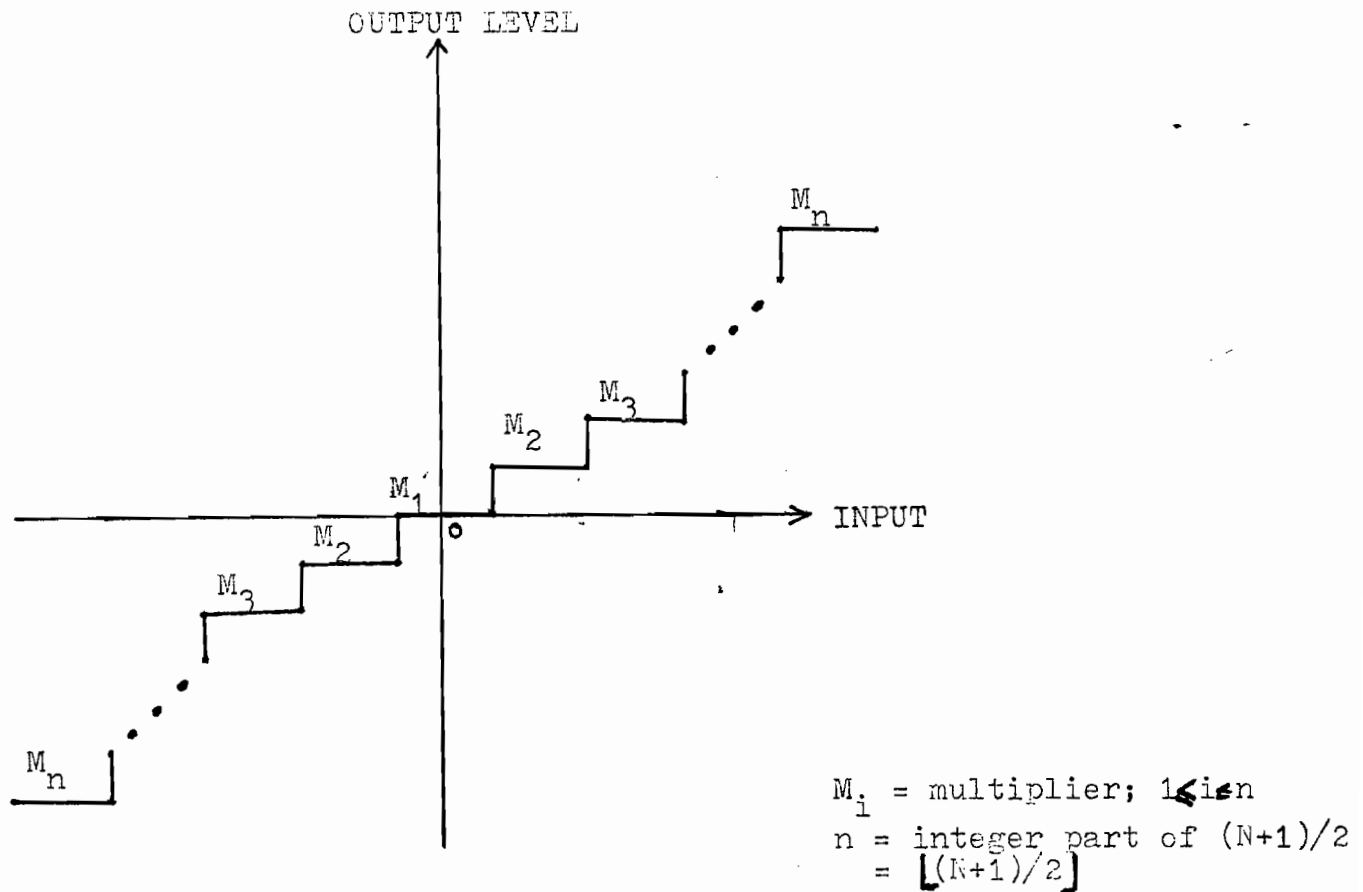 OUTPUT LEVEL
M_n
M_3
M_2
M_1
O
INPUT
M_2
M_3
M_n
M_i = multiplier; 1≤i≤n
n = integer part of (N+1)/2
= [(N+1)/2]